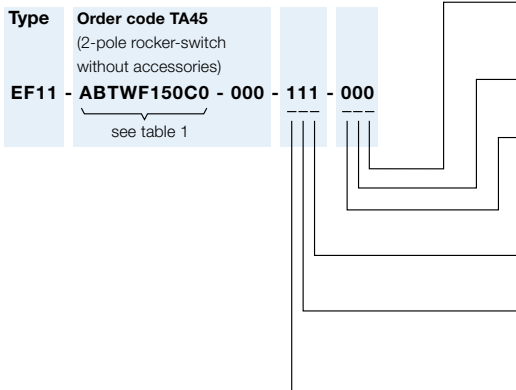 Type
Order code TA45
(2-pole rocker-switch
without accessories)
EF11 - ABTWF150C0 - 000 - 111 - 000
see table 1